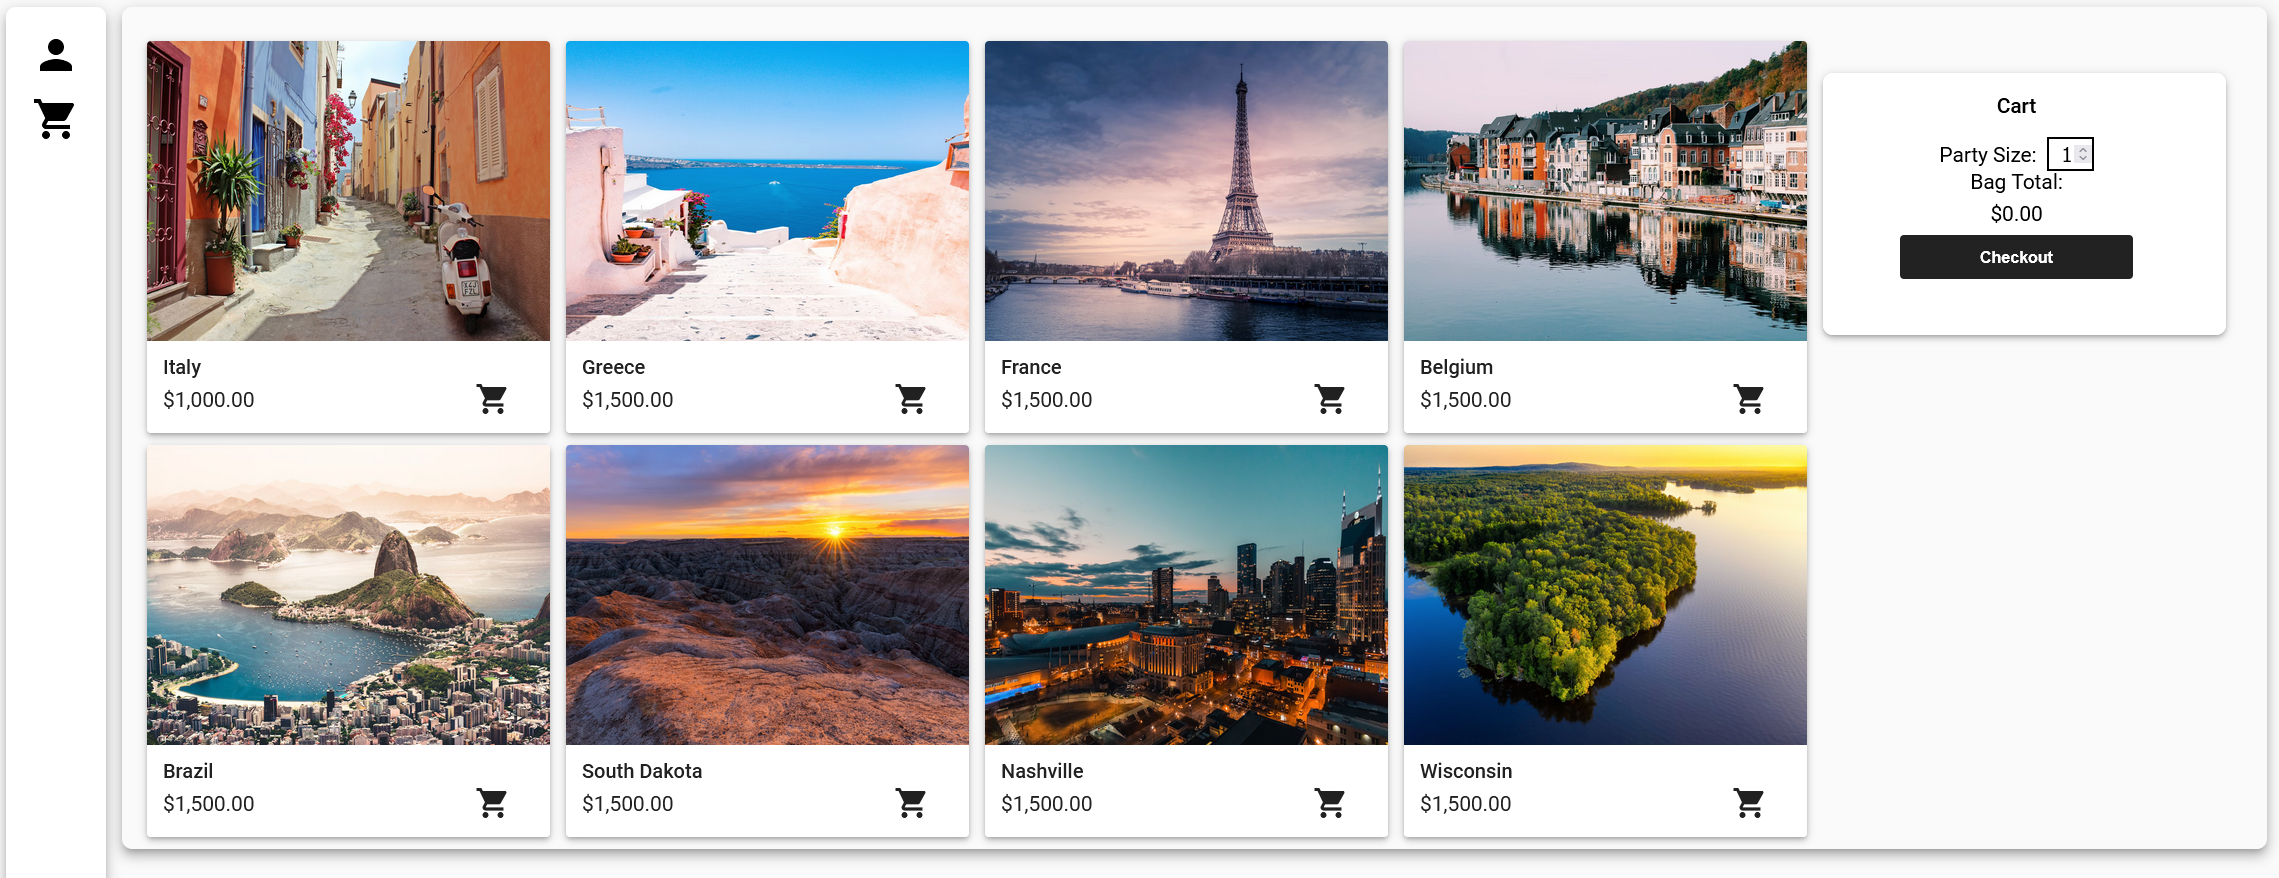 Italy
$1,000.00
Greece
$1,500.00
France
$1,500.00
Belgium
$1,500.00
Cart
Party Size: 1
Bag Total:
$0.00
Checkout
Brazil
$1,500.00
South Dakota
$1,500.00
Nashville
$1,500.00
Wisconsin
$1,500.00